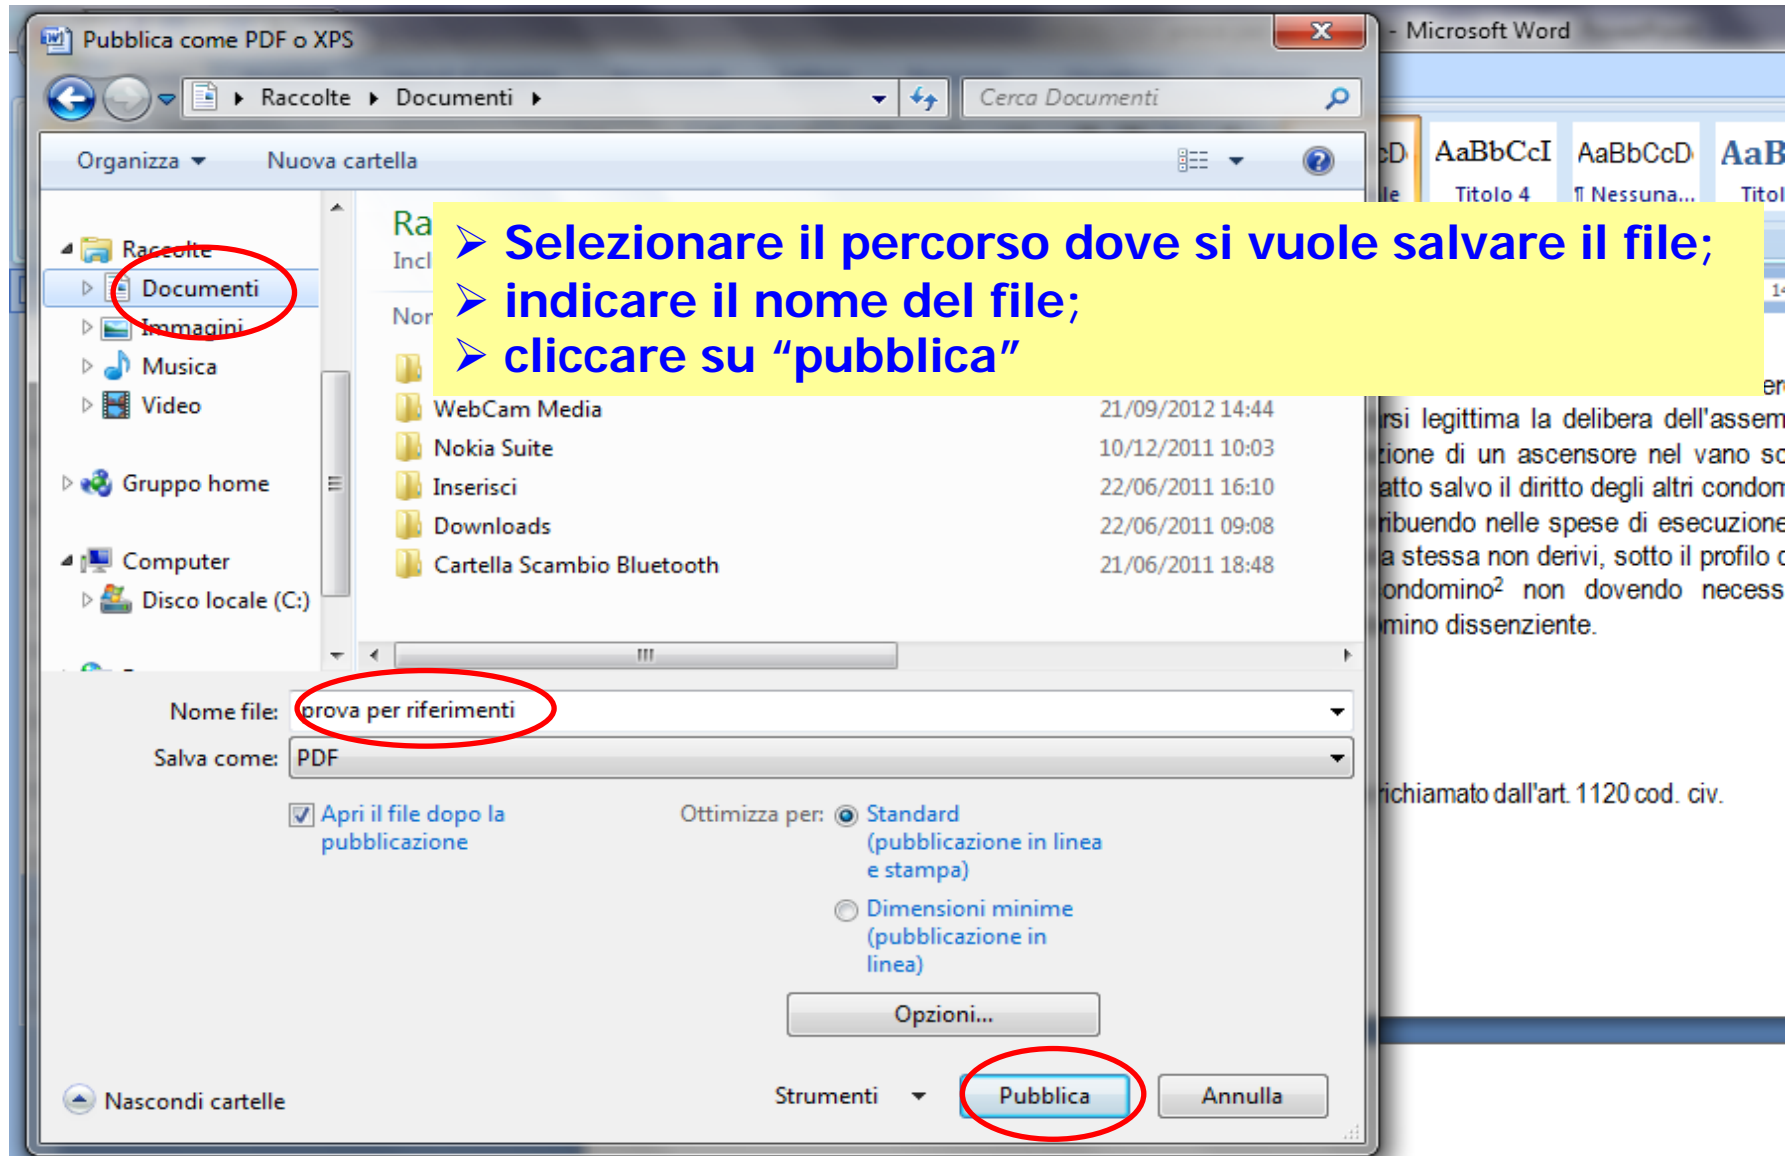 Pubblica come PDF o XPS
- Microsoft Word
Raccolte Documenti
Cerca Documenti
Organizza Nuova cartella
AaBbCcI AaBbCcD AaB
Titolo 4 ¶ Nessuna... Titol
Raccolte
Documenti
Immagini
Musica
Video
Gruppo home
Computer
Disco locale (C:)
Ra
Incl
Nor
➢ Selezionare il percorso dove si vuole salvare il file;
➢ indicare il nome del file;
➢ cliccare su “pubblica”
WebCam Media 21/09/2012 14:44
Nokia Suite 10/12/2011 10:03
Inserisci 22/06/2011 16:10
Downloads 22/06/2011 09:08
Cartella Scambio Bluetooth 21/06/2011 18:48
rsi legittima la delibera dell'assem
zione di un ascensore nel vano sc
atto salvo il diritto degli altri condom
ribuendo nelle spese di esecuzione
a stessa non derivi, sotto il profilo
ondomino² non dovendo necess
mino dissenziente.
richiamato dall'art. 1120 cod. civ.
Nome file: prova per riferimenti
Salva come: PDF
Apri il file dopo la
pubblicazione
Ottimizza per: Standard
(pubblicazione in linea
e stampa)
Dimensioni minime
(pubblicazione in
linea)
Opzioni...
Nascondi cartelle
Strumenti Pubblica Annulla